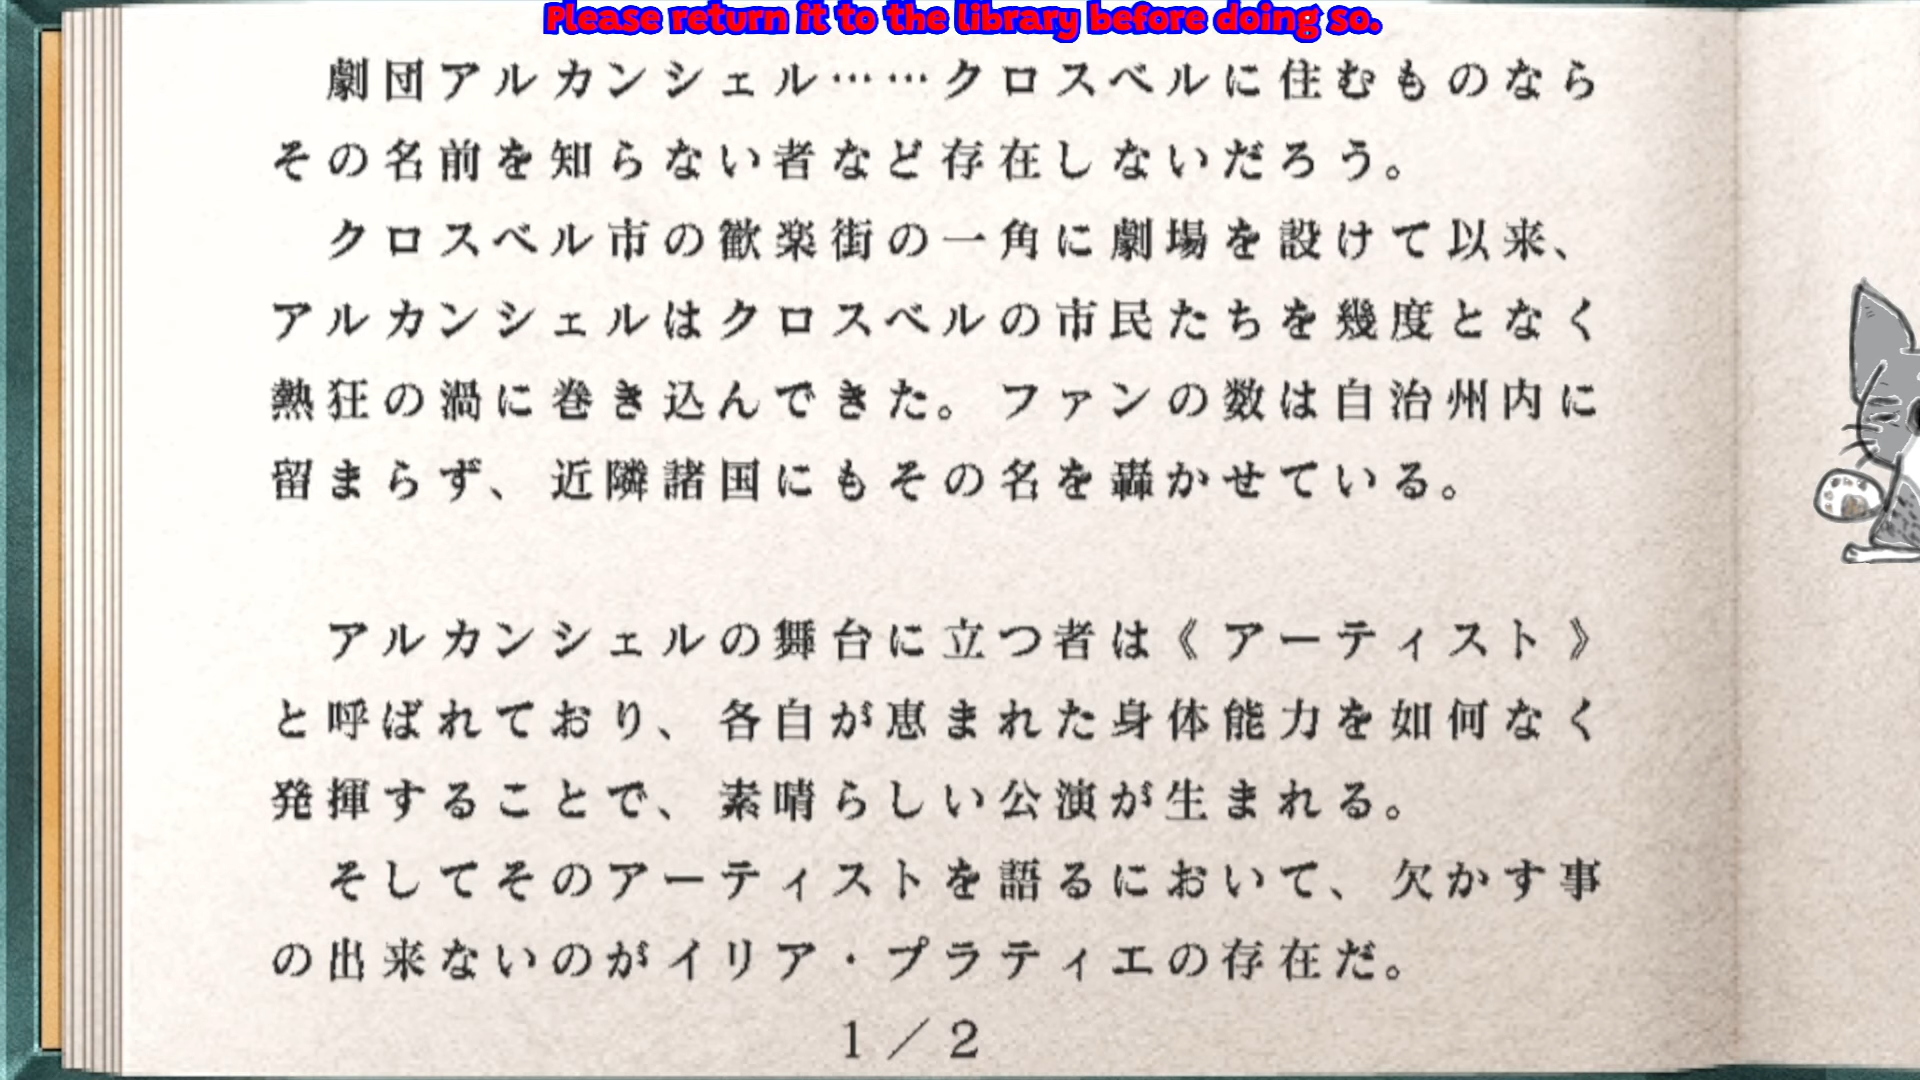 Please return it to the library before doing so.
劇団アルカンシェル……クロスベルに住むものなら
その名前を知らない者など存在しないだろう。
クロスベル市の歓楽街の一角に劇場を設けて以来、
アルカンシェルはクロスベルの市民たちを幾度となく
熱狂の渦に巻き込んできた。ファンの数は自治州内に
留まらず、近隣諸国にもその名を轟かせている。
アルカンシェルの舞台に立つ者は《アーティスト》
と呼ばれており、各自が恵まれた身体能力を如何なく
発揮することで、素晴らしい公演が生まれる。
そしてそのアーティストを語るにおいて、欠かす事
の出来ないのがイリア・プラティエの存在だ。
1／2